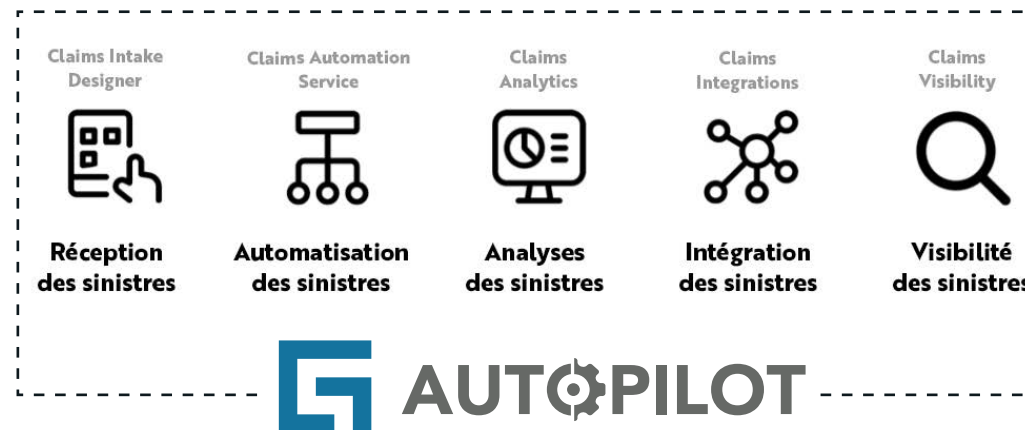 Claims Intake
Designer
Claims Automation
Service
Claims
Analytics
Claims
Integrations
Claims
Visibility
Réception
des sinistres
Automatisation
des sinistres
Analyses
des sinistres
Intégration
des sinistres
Visibilité
des sinistres
AUTOPILOT